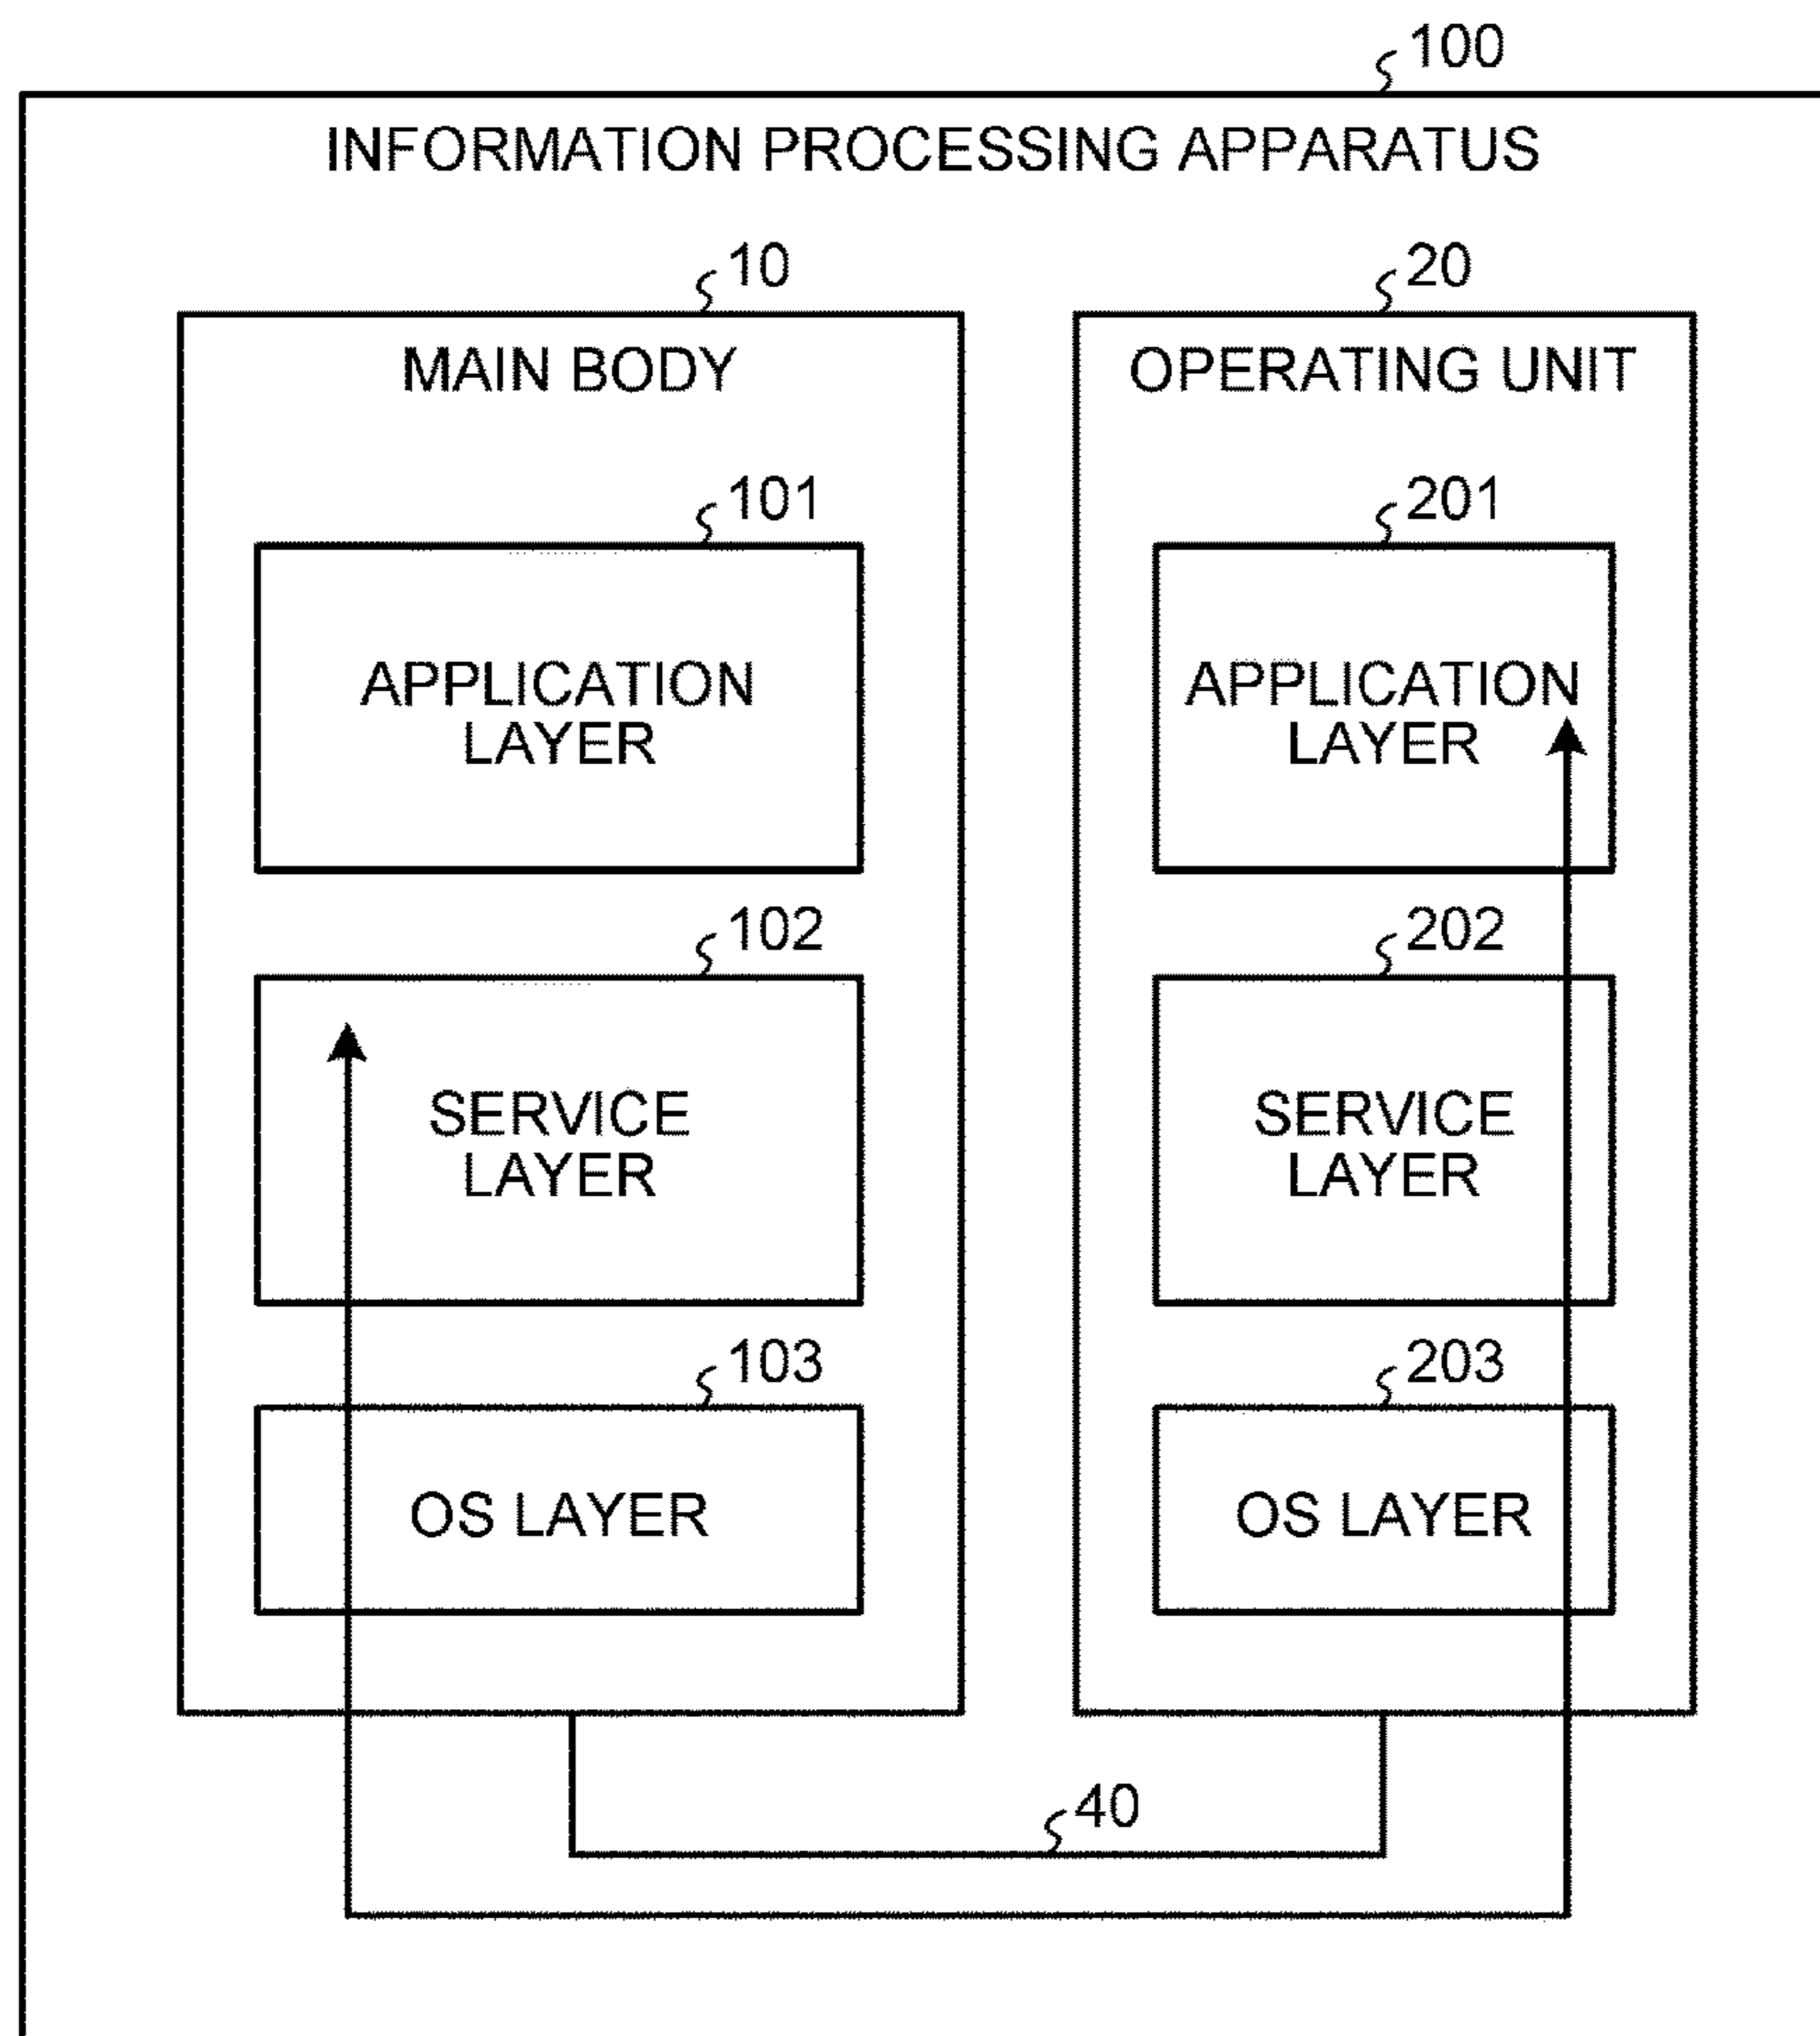 100
INFORMATION PROCESSING APPARATUS
10
MAIN BODY
101
APPLICATION
LAYER
102
SERVICE
LAYER
103
OS LAYER
20
OPERATING UNIT
201
APPLICATION
LAYER
202
SERVICE
LAYER
203
OS LAYER
40